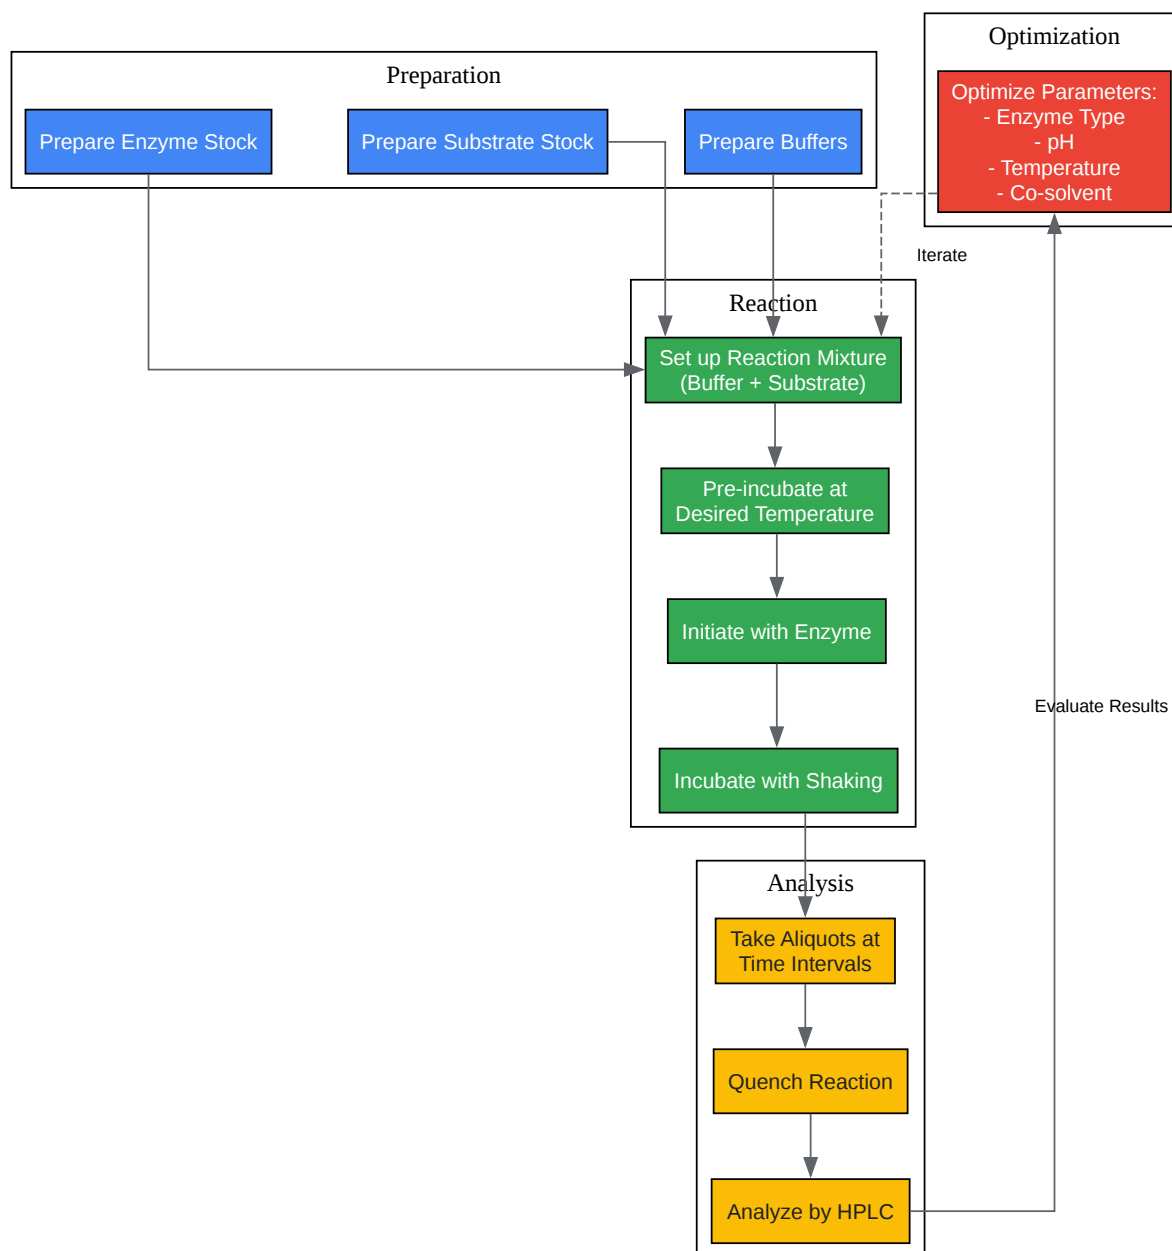 Optimization
Preparation
Optimize Parameters:
- Enzyme Type
- pH
- Temperature
- Co-solvent
Prepare Enzyme Stock
Prepare Substrate Stock
Prepare Buffers
Iterate
Reaction
Set up Reaction Mixture
(Buffer + Substrate)
Pre-incubate at
Desired Temperature
Initiate with Enzyme
Evaluate Results
Incubate with Shaking
Analysis
Take Aliquots at
Time Intervals
Quench Reaction
Analyze by HPLC